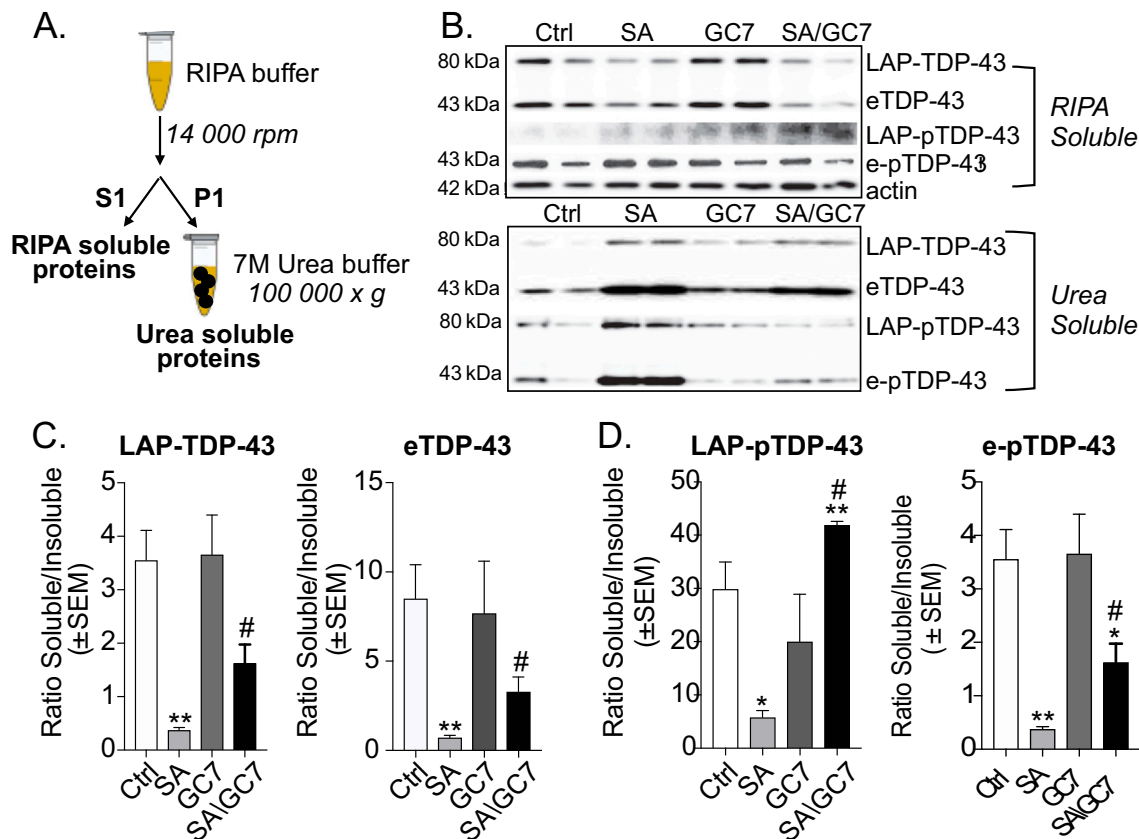 A.
RIPA buffer
14 000 rpm
S1 P1
RIPA soluble
proteins
7M Urea buffer
100 000 x g
Urea soluble
proteins
B.
Ctrl SA GC7 SA/GC7
80 kDa LAP-TDP-43
43 kDa eTDP-43
LAP-pTDP-43
43 kDa e-pTDP-43
42 kDa actin
RIPA
Soluble
Ctrl SA GC7 SA/GC7
80 kDa LAP-TDP-43
43 kDa eTDP-43
80 kDa LAP-pTDP-43
43 kDa e-pTDP-43
Urea
Soluble
C.
LAP-TDP-43
Ratio Soluble/Insoluble
(±SEM)
5
4
3
2
1
0
**
#
Ctrl
SA
GC7
SA\GC7
eTDP-43
Ratio Soluble/Insoluble
(±SEM)
15
10
5
0
**
#
Ctrl
SA
GC7
SA\GC7
D.
LAP-pTDP-43
Ratio Soluble/Insoluble
(±SEM)
50
40
30
20
10
0
*
#
**
Ctrl
SA
GC7
SA\GC7
e-pTDP-43
Ratio Soluble/Insoluble
(± SEM)
5
4
3
2
1
0
**
#
*
Ctrl
SA
GC7
SA\GC7